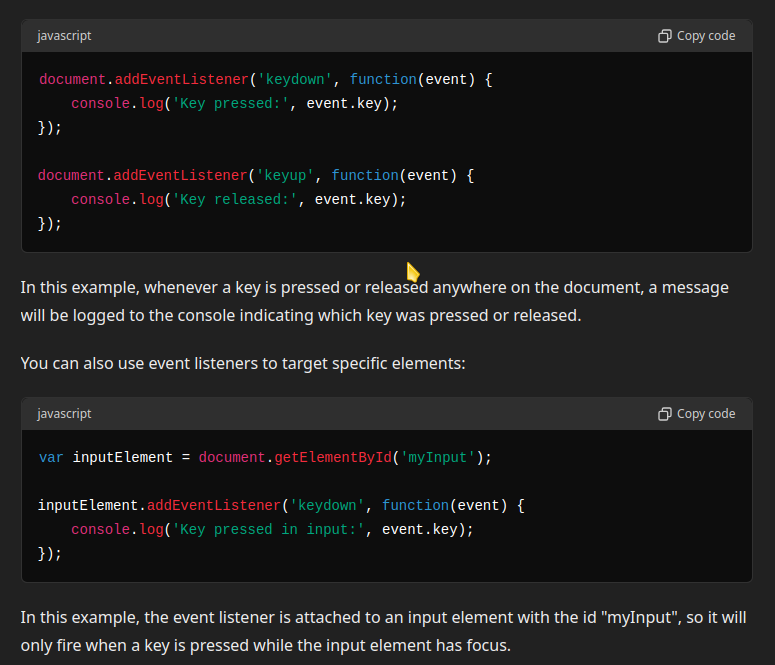 javascript
Copy code
document.addEventListener('keydown', function(event) {
    console.log('Key pressed:', event.key);
});
document.addEventListener('keyup', function(event) {
    console.log('Key released:', event.key);
});
In this example, whenever a key is pressed or released anywhere on the document, a message
will be logged to the console indicating which key was pressed or released.
You can also use event listeners to target specific elements:
javascript
Copy code
var inputElement = document.getElementById('myInput');
inputElement.addEventListener('keydown', function(event) {
    console.log('Key pressed in input:', event.key);
});
In this example, the event listener is attached to an input element with the id "myInput", so it will
only fire when a key is pressed while the input element has focus.